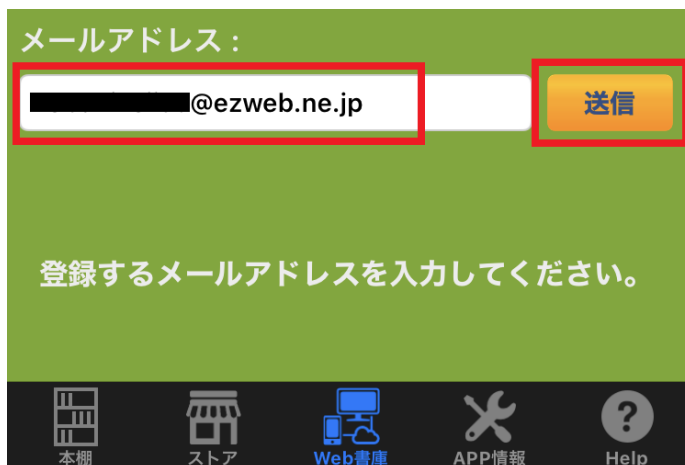 メールアドレス：
@ezweb.ne.jp
送信
登録するメールアドレスを入力してください。
本棚
ストア
Web書庫
APP情報
?
Help